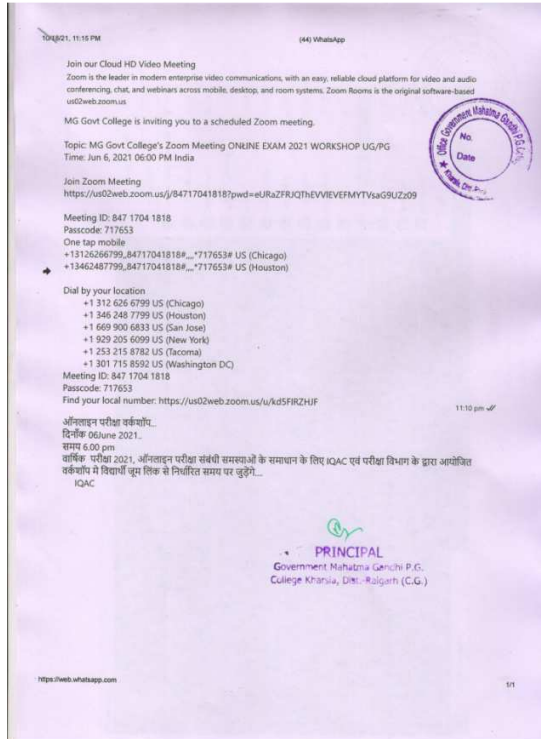 10/18/21, 11:15 PM
(44) WhatsApp
Join our Cloud HD Video Meeting
Zoom is the leader in modern enterprise video communications, with an easy, reliable cloud platform for video and audio
conferencing, chat, and webinars across mobile, desktop, and room systems. Zoom Rooms is the original software-based
us02web.zoom.us
MG Govt College is inviting you to a scheduled Zoom meeting.
Office Government Mahatma Gandhi P.G.
No.
Date
Topic: MG Govt College's Zoom Meeting ONLINE EXAM 2021 WORKSHOP UG/PG
Time: Jun 6, 2021 06:00 PM India
Join Zoom Meeting
https://us02web.zoom.us/j/84717041818?pwd=eURaZFRJQThEVVlEVEFMYTVsaG9UZz09
Meeting ID: 847 1704 1818
Passcode: 717653
One tap mobile
+13126266799,,84717041818#,,,,*717653# US (Chicago)
+13462487799,,84717041818#,,,,*717653# US (Houston)
Dial by your location
+1 312 626 6799 US (Chicago)
+1 346 248 7799 US (Houston)
+1 669 900 6833 US (San Jose)
+1 929 205 6099 US (New York)
+1 253 215 8782 US (Tacoma)
+1 301 715 8592 US (Washington DC)
Meeting ID: 847 1704 1818
Passcode: 717653
Find your local number: https://us02web.zoom.us/u/kd5FIRZHJF
11:10 pm
ऑनलाइन परीक्षा वर्कशॉप...
दिनाँक 06June 2021..
समय 6.00 pm
वार्षिक परीक्षा 2021, ऑनलाइन परीक्षा संबंधी समस्याओं के समाधान के लिए IQAC एवं परीक्षा विभाग के द्वारा आयोजित
वर्कशॉप मे विद्यार्थी जूम लिंक से निर्धारित समय पर जुड़ेंगे...
IQAC
PRINCIPAL
Government Mahatma Gandhi P.G.
College Kharsia, Dist.-Raigarh (C.G.)
https://web.whatsapp.com
1/1